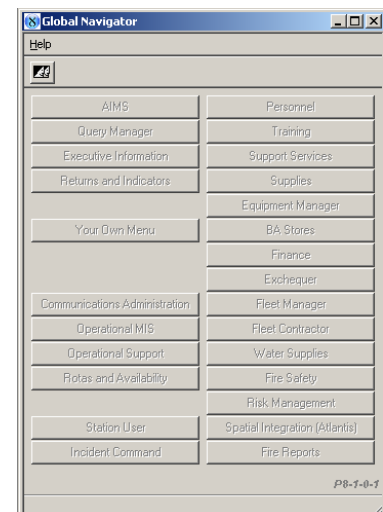 Global Navigator
Help
AIMS
Personnel
Query Manager
Training
Executive Information
Support Services
Returns and Indicators
Supplies
Equipment Manager
Your Own Menu
BA Stores
Finance
Exchequer
Communications Administration
Fleet Manager
Operational MIS
Fleet Contractor
Operational Support
Water Supplies
Rotas and Availability
Fire Safety
Risk Management
Station User
Spatial Integration (Atlantis)
Incident Command
Fire Reports
P8-1-0-1